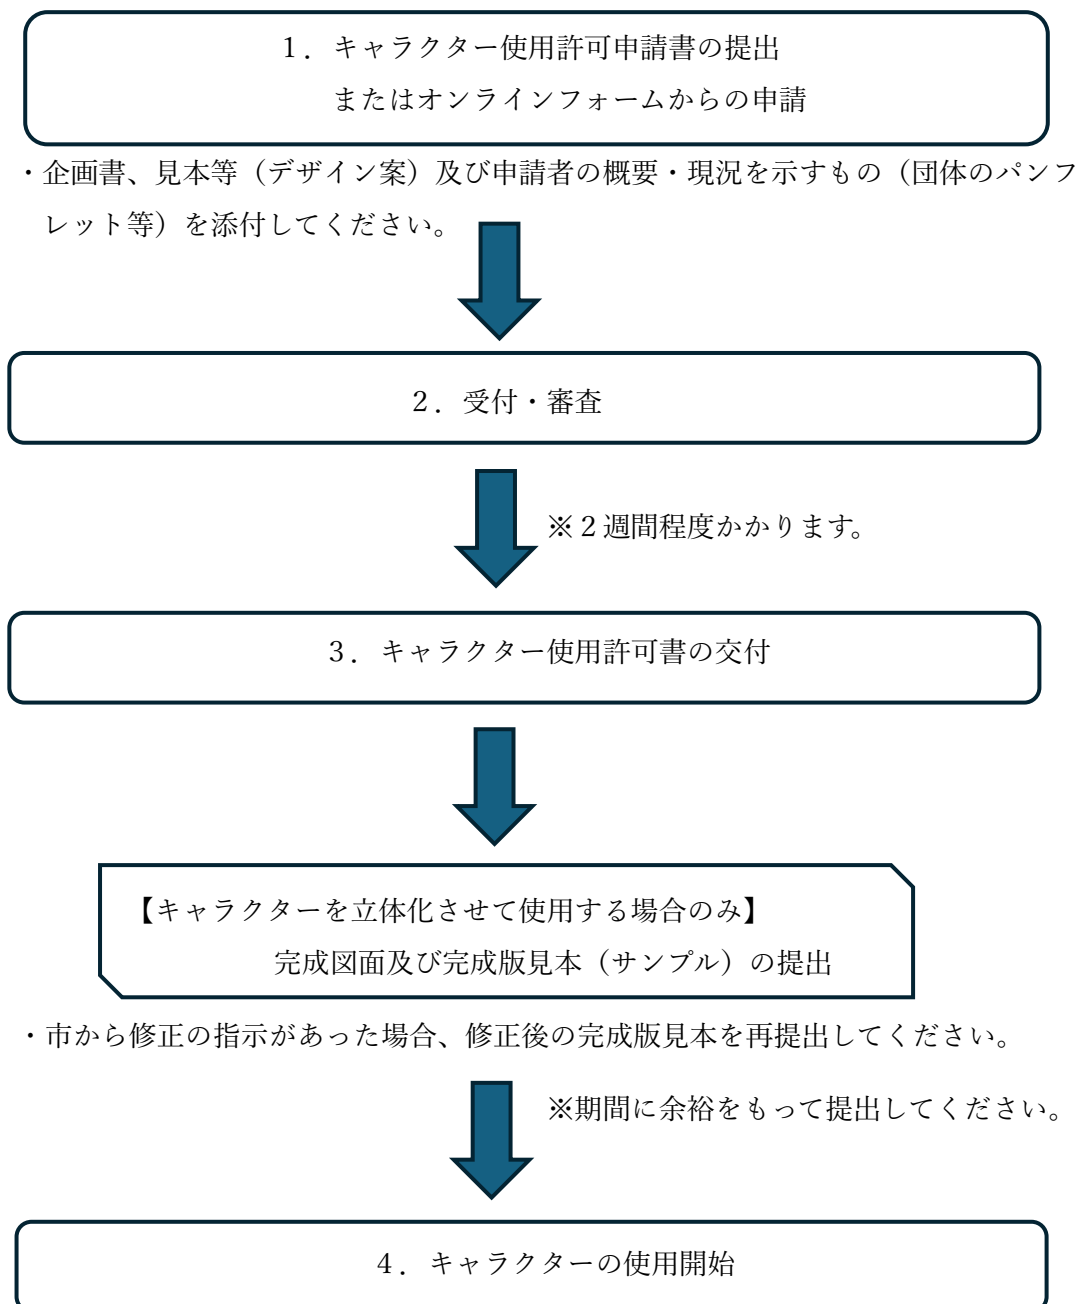 １．キャラクター使用許可申請書の提出
またはオンラインフォームからの申請
・企画書、見本等（デザイン案）及び申請者の概要・現況を示すもの（団体のパンフ
レット等）を添付してください。
２．受付・審査
※２週間程度かかります。
３．キャラクター使用許可書の交付
【キャラクターを立体化させて使用する場合のみ】
完成図面及び完成版見本（サンプル）の提出
・市から修正の指示があった場合、修正後の完成版見本を再提出してください。
※期間に余裕をもって提出してください。
４．キャラクターの使用開始